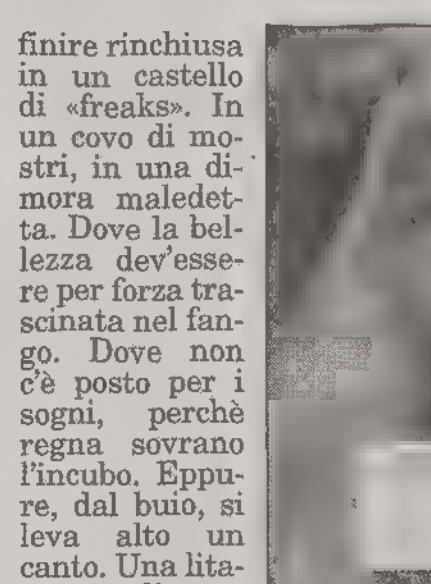 finire rinchiusa
in un castello
di «freaks». In
un covo di mo-
stri, in una di-
mora maledet-
ta. Dove la bel-
lezza dev'esse-
re per forza tra-
scinata nel fan-
go. Dove non
c'è posto per i
sogni, perchè
regna sovrano
l'incubo. Eppu-
re, dal buio, si
leva alto un
canto. Una lita-